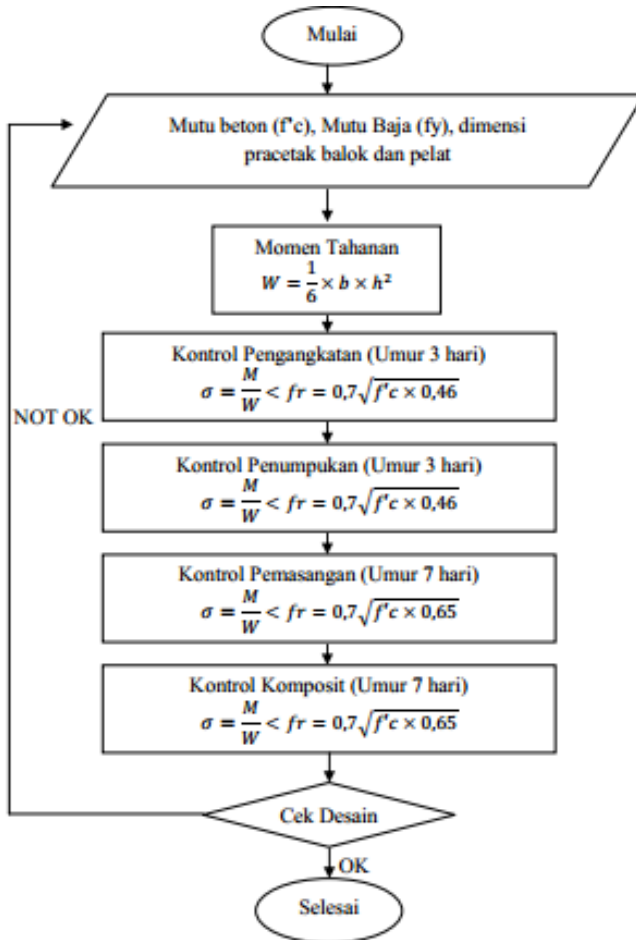 Mulai
Mutu beton (f'c), Mutu Baja (fy), dimensi
pracetak balok dan pelat
Momen Tahanan
W = 1/6 × b × h²
Kontrol Pengangkatan (Umur 3 hari)
σ = M/W < fr = 0,7√(f'c × 0,46)
NOT OK
Kontrol Penumpukan (Umur 3 hari)
σ = M/W < fr = 0,7√(f'c × 0,46)
Kontrol Pemasangan (Umur 7 hari)
σ = M/W < fr = 0,7√(f'c × 0,65)
Kontrol Komposit (Umur 7 hari)
σ = M/W < fr = 0,7√(f'c × 0,65)
Cek Desain
OK
Selesai